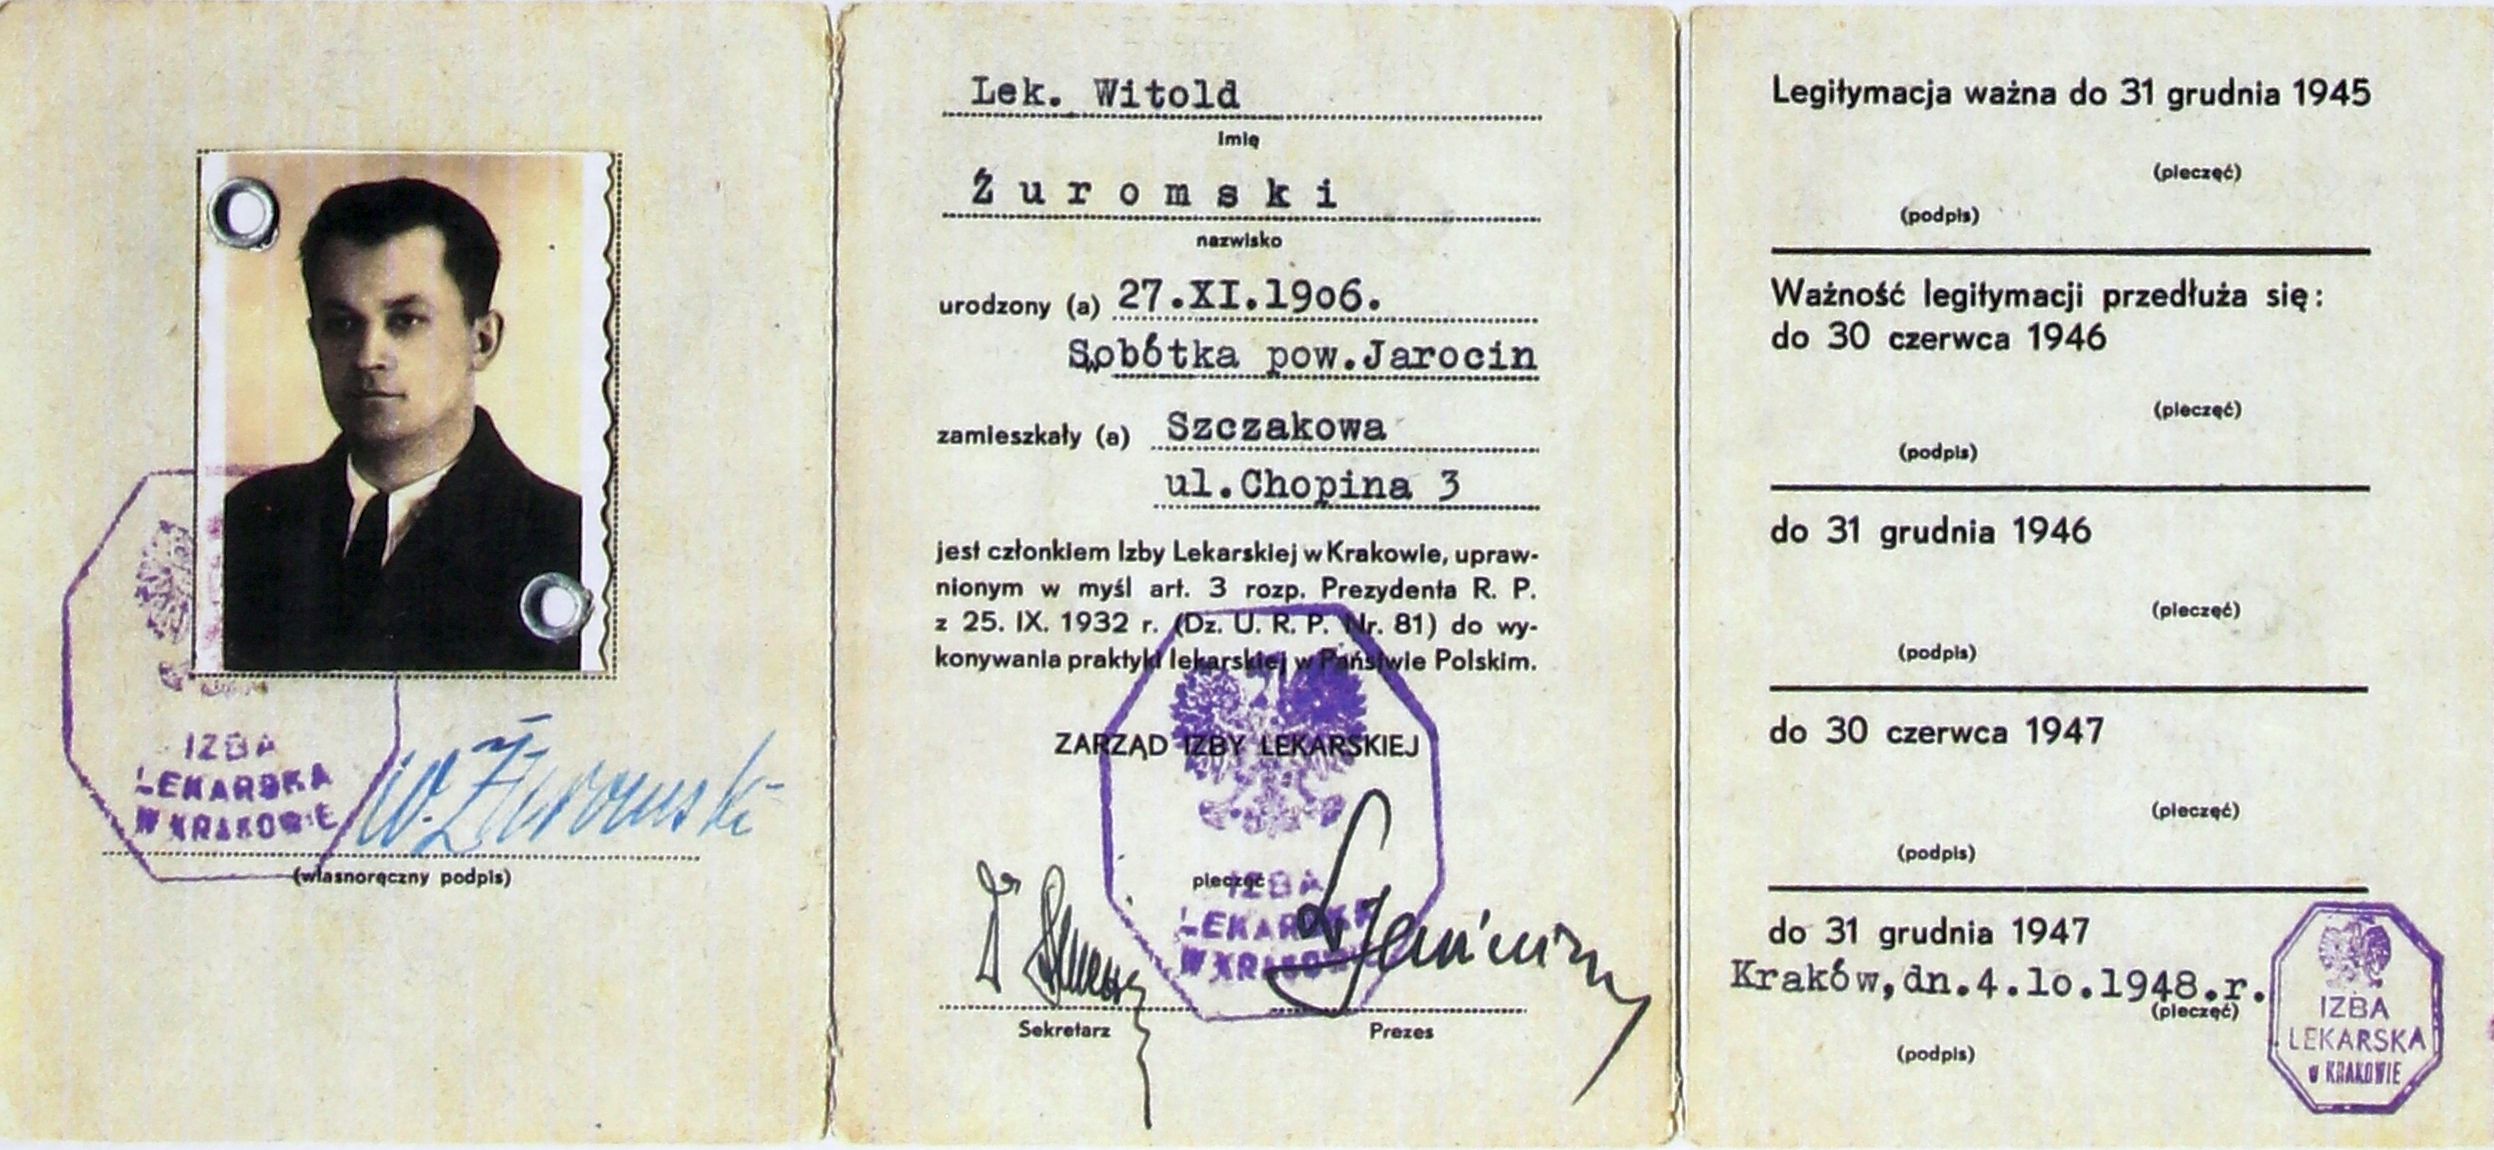 IZBA
LEKARSKA
W KRAKOWIE
W. Żuromski
(własnoręczny podpis)
Lek. Witold
Imię
Żuromski
nazwisko
urodzony (a) 27.XI.1906.
Sobótka pow.Jarocin
zamieszkały (a) Szczakowa
ul.Chopina 3
jest członkiem Izby Lekarskiej w Krakowie, upraw-
nionym w myśl art. 3 rozp. Prezydenta R. P.
z 25. IX. 1932 r. (Dz. U. R. P. Nr. 81) do wy-
konywania praktyki lekarskiej w Państwie Polskim.
ZARZĄD IZBY LEKARSKIEJ
pieczęć
IZBA
LEKARSKA
W KRAKOWIE
Dr
Sekretarz
Prezes
Legitymacja ważna do 31 grudnia 1945
(pieczęć)
(podpis)
Ważność legitymacji przedłuża się:
do 30 czerwca 1946
(pieczęć)
(podpis)
do 31 grudnia 1946
(pieczęć)
(podpis)
do 30 czerwca 1947
(pieczęć)
(podpis)
do 31 grudnia 1947
Kraków,dn.4.10.1948.r.
(pieczęć)
(podpis)
IZBA
LEKARSKA
w KRAKOWIE